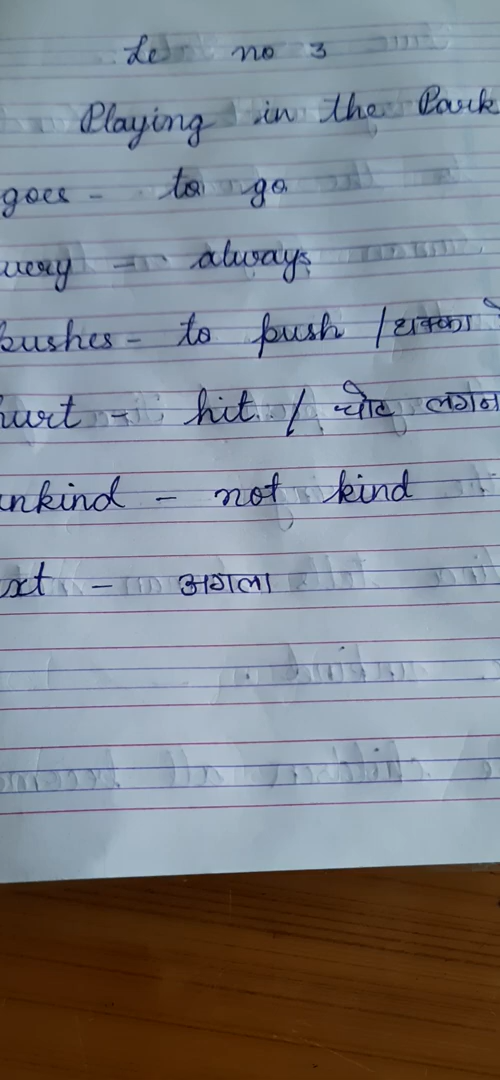 Le no 3
Playing in the Park
goes - to go
very - always
pushes - to push / धक्का दे
hurt - hit / चोट लगन
unkind - not kind
xt - अगला